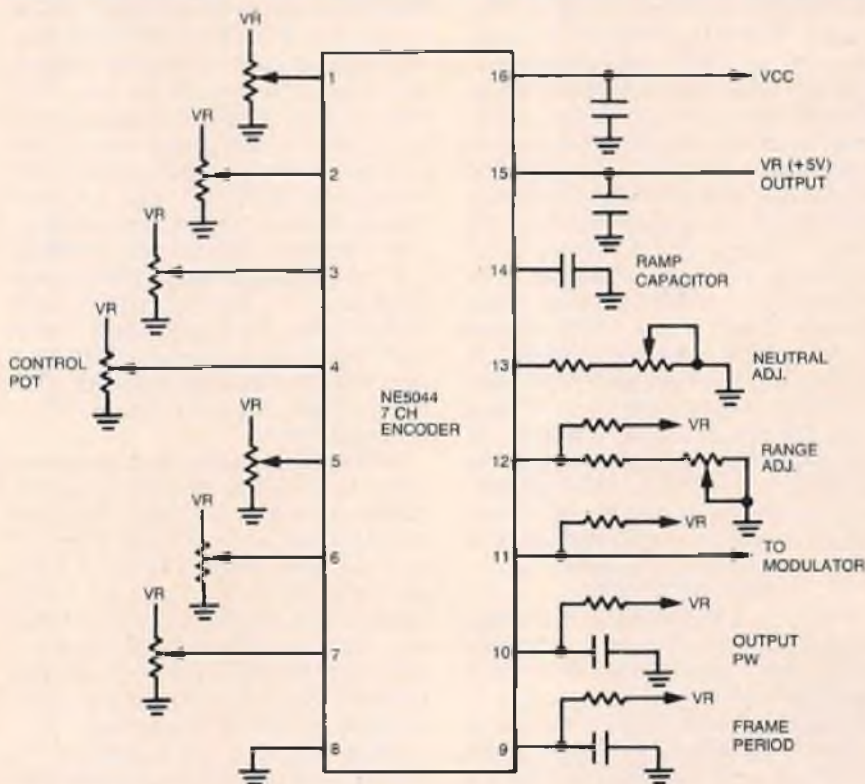 VR
1
VR
2
VR
3
VR
CONTROL
POT
4
VR
5
VR
6
VR
7
8
NE5044
7 CH
ENCODER
16
VCC
15
VR (+5V)
OUTPUT
14
RAMP
CAPACITOR
13
NEUTRAL
ADJ.
VR
12
RANGE
ADJ.
VR
11
TO
MODULATOR
VR
10
OUTPUT
PW
VR
9
FRAME
PERIOD